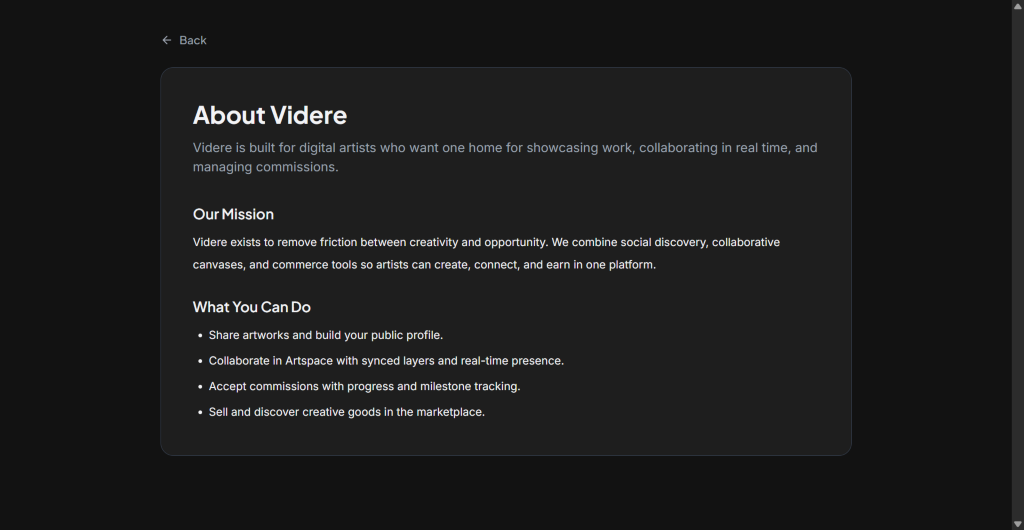 Back
About Videre
Videre is built for digital artists who want one home for showcasing work, collaborating in real time, and
managing commissions.
Our Mission
Videre exists to remove friction between creativity and opportunity. We combine social discovery, collaborative
canvases, and commerce tools so artists can create, connect, and earn in one platform.
What You Can Do
• Share artworks and build your public profile.
• Collaborate in Artspace with synced layers and real-time presence.
• Accept commissions with progress and milestone tracking.
• Sell and discover creative goods in the marketplace.